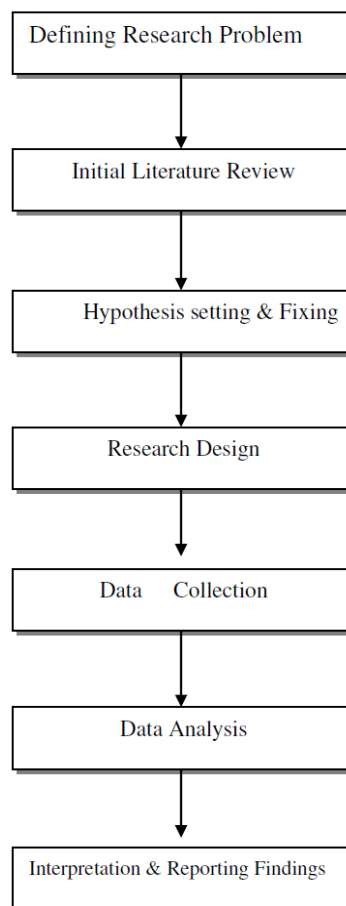 Defining Research Problem
Initial Literature Review
Hypothesis setting & Fixing
Research Design
Data Collection
Data Analysis
Interpretation & Reporting Findings